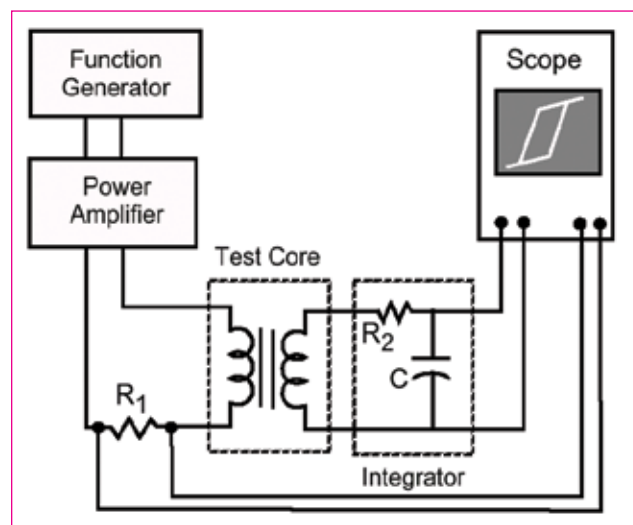 Function
Generator
Scope
Power
Amplifier
Test Core
R2
C
R1
Integrator